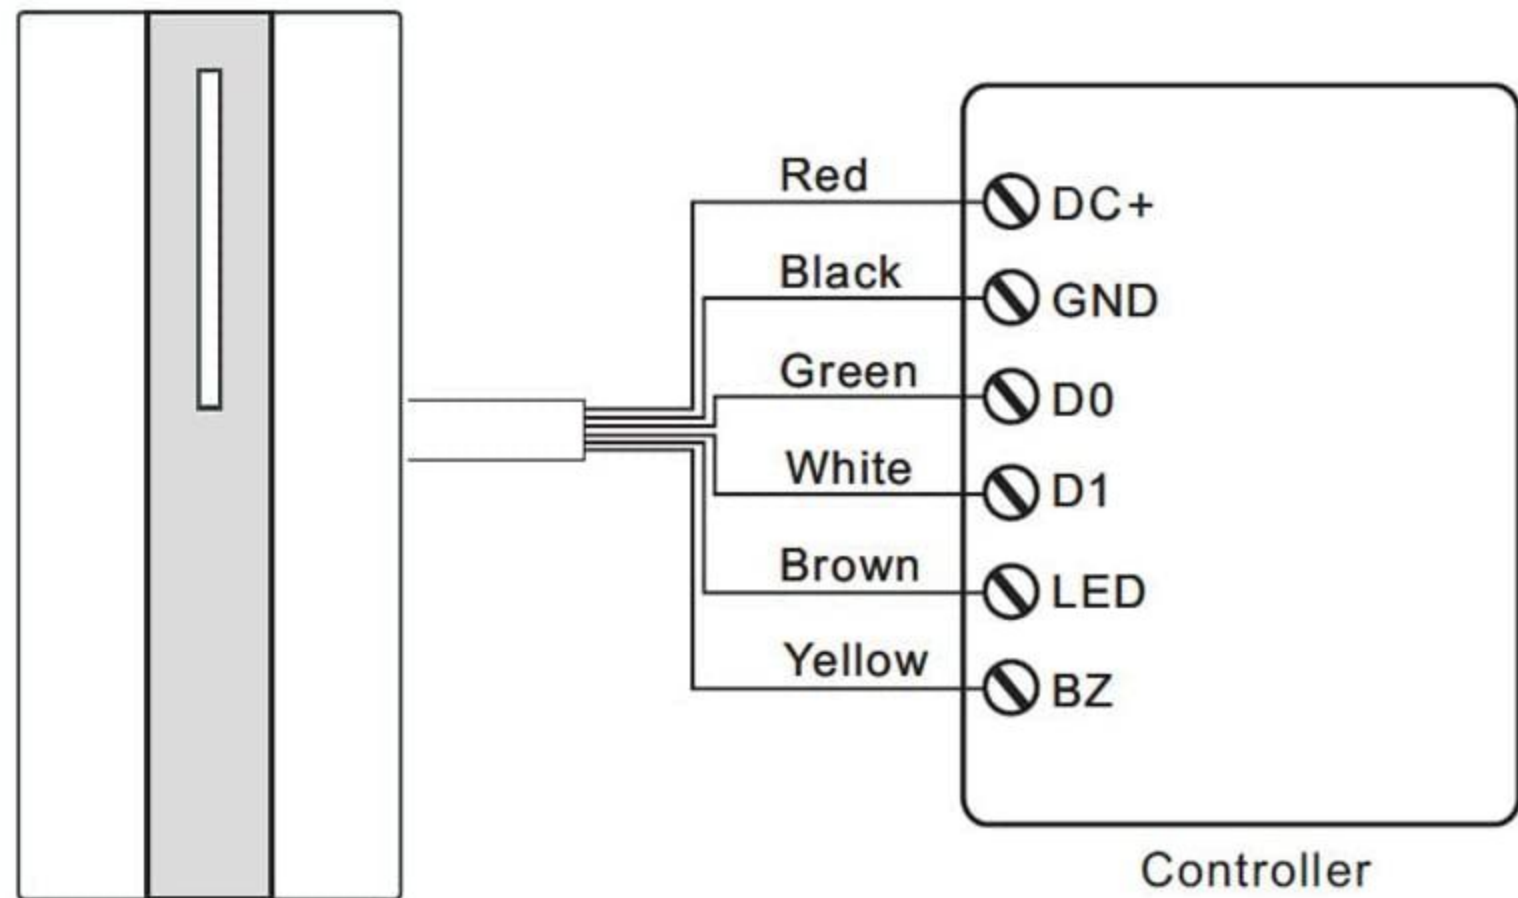 Red
DC+
Black
GND
Green
D0
White
D1
Brown
LED
Yellow
BZ
Controller